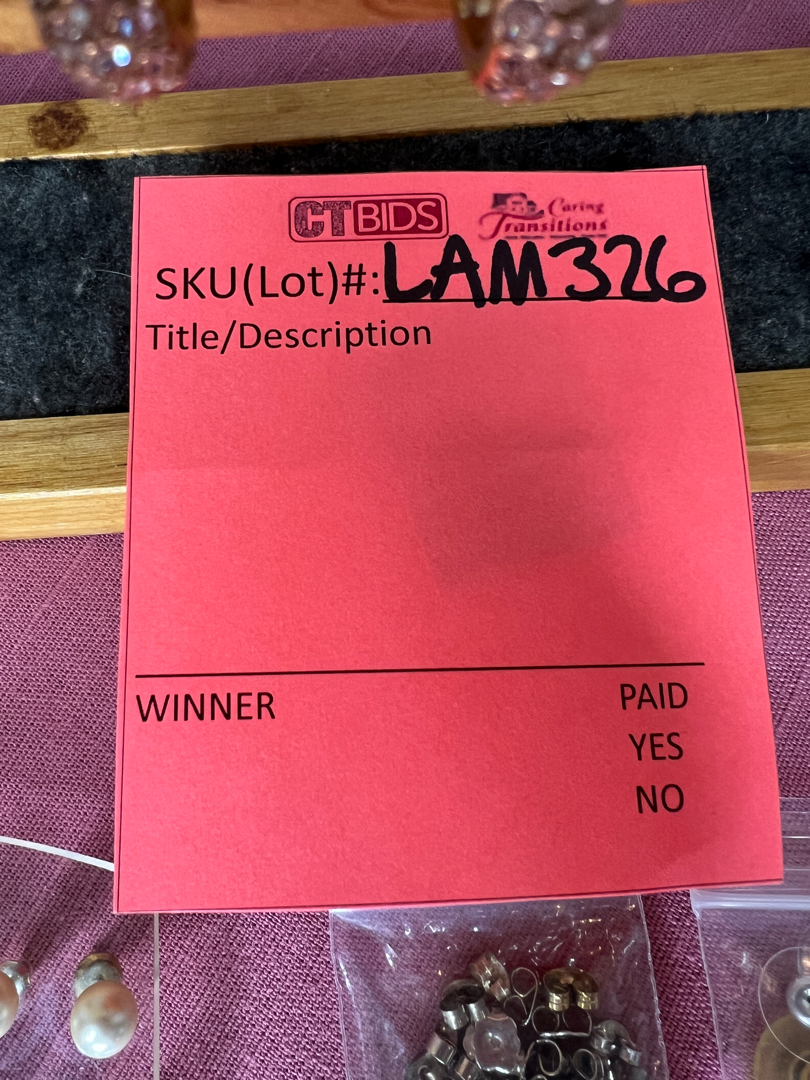 CTBIDS Caring Transitions
SKU(Lot)#: LAM326
Title/Description
WINNER PAID
YES
NO